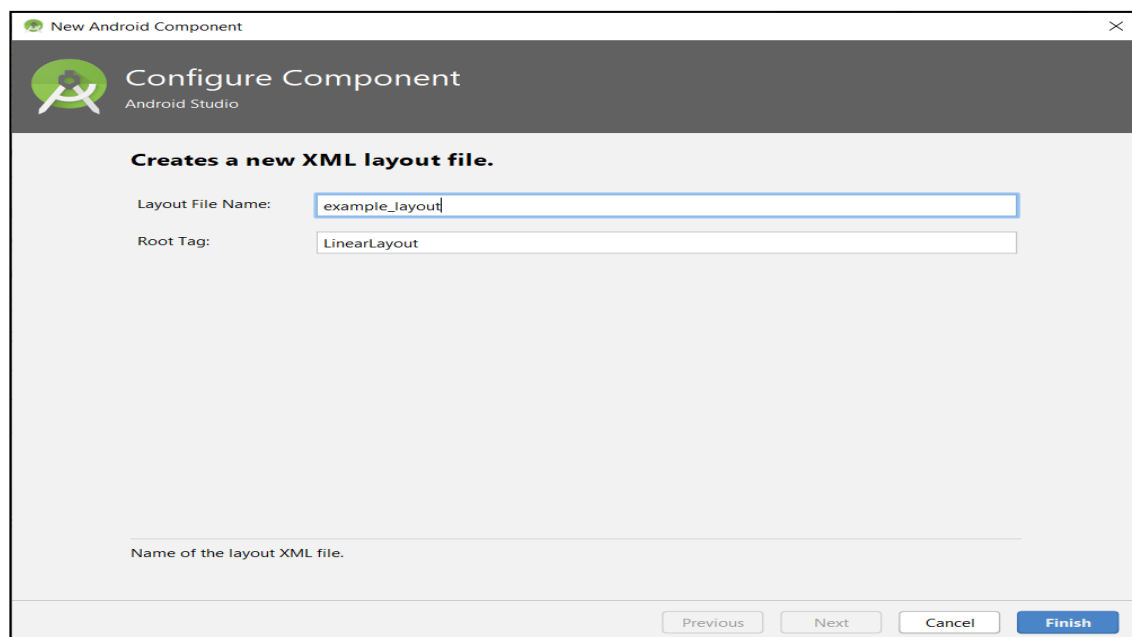 New Android Component
Configure Component
Android Studio
Creates a new XML layout file.
Layout File Name:
example_layout
Root Tag:
LinearLayout
Name of the layout XML file.
Previous
Next
Cancel
Finish